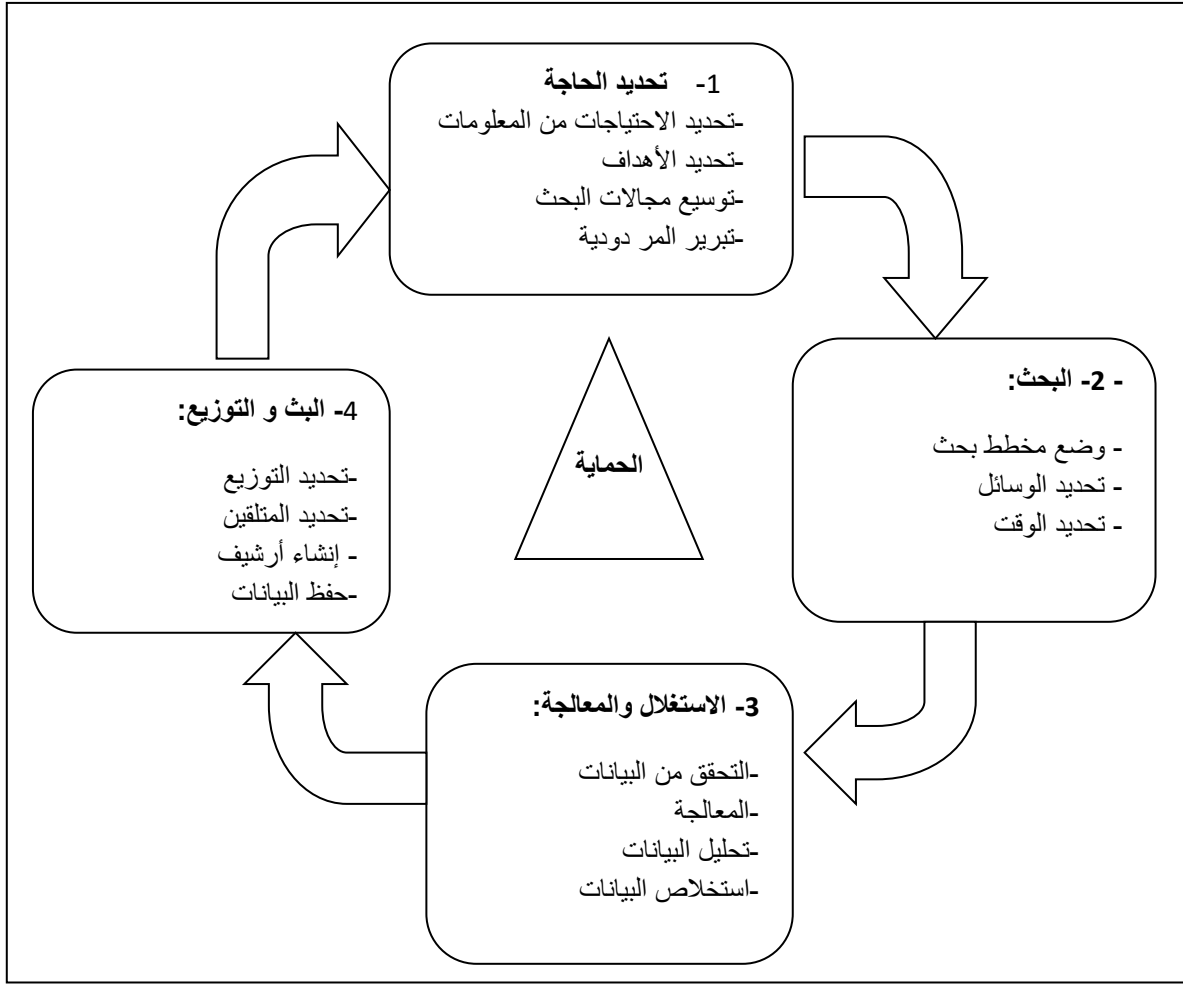 1- تحديد الحاجة
-تحديد الاحتياجات من المعلومات
-تحديد الأهداف
-توسيع مجالات البحث
-تبرير المر دودية
- 2- البحث:
- وضع مخطط بحث
- تحديد الوسائل
- تحديد الوقت
3- الاستغلال والمعالجة:
-التحقق من البيانات
-المعالجة
-تحليل البيانات
-استخلاص البيانات
4- البث و التوزيع:
-تحديد التوزيع
-تحديد المتلقين
- إنشاء أرشيف
-حفظ البيانات
الحماية